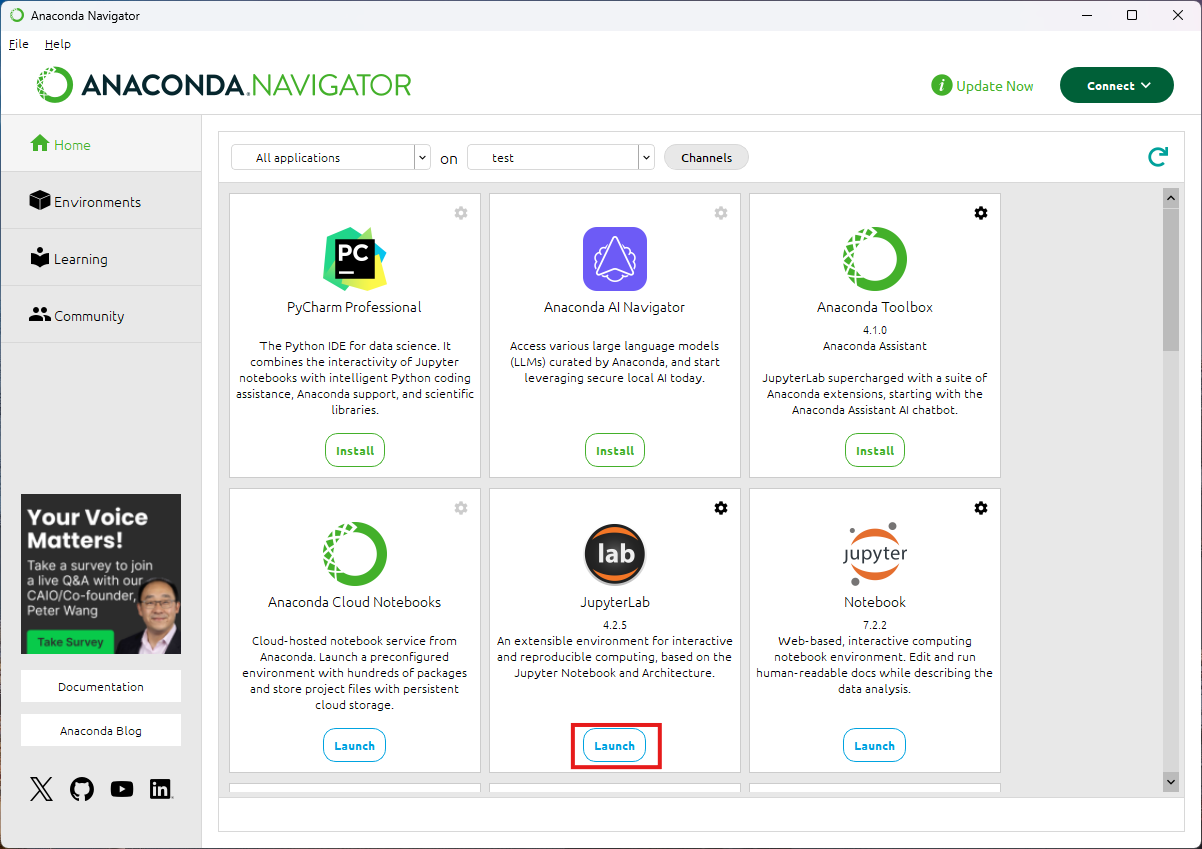 Anaconda Navigator
File Help
ANACONDA.NAVIGATOR
i Update Now
Connect
Home
Environments
Learning
Community
All applications on test Channels
PC
PyCharm Professional
The Python IDE for data science. It
combines the interactivity of Jupyter
notebooks with intelligent Python coding
assistance, Anaconda support, and scientific
libraries.
Install
Anaconda AI Navigator
Access various large language models
(LLMs) curated by Anaconda, and start
leveraging secure local AI today.
Install
Anaconda Toolbox
4.1.0
Anaconda Assistant
JupyterLab supercharged with a suite of
Anaconda extensions, starting with the
Anaconda Assistant AI chatbot.
Install
Anaconda Cloud Notebooks
Cloud-hosted notebook service from
Anaconda. Launch a preconfigured
environment with hundreds of packages
and store project files with persistent
cloud storage.
Launch
lab
JupyterLab
4.2.5
An extensible environment for interactive
and reproducible computing, based on the
Jupyter Notebook and Architecture.
Launch
jupyter
Notebook
7.2.2
Web-based, interactive computing
notebook environment. Edit and run
human-readable docs while describing the
data analysis.
Launch
Your Voice
Matters!
Take a survey to join
a live Q&A with our
CAIO/Co-founder,
Peter Wang
Take Survey
Documentation
Anaconda Blog
X
in